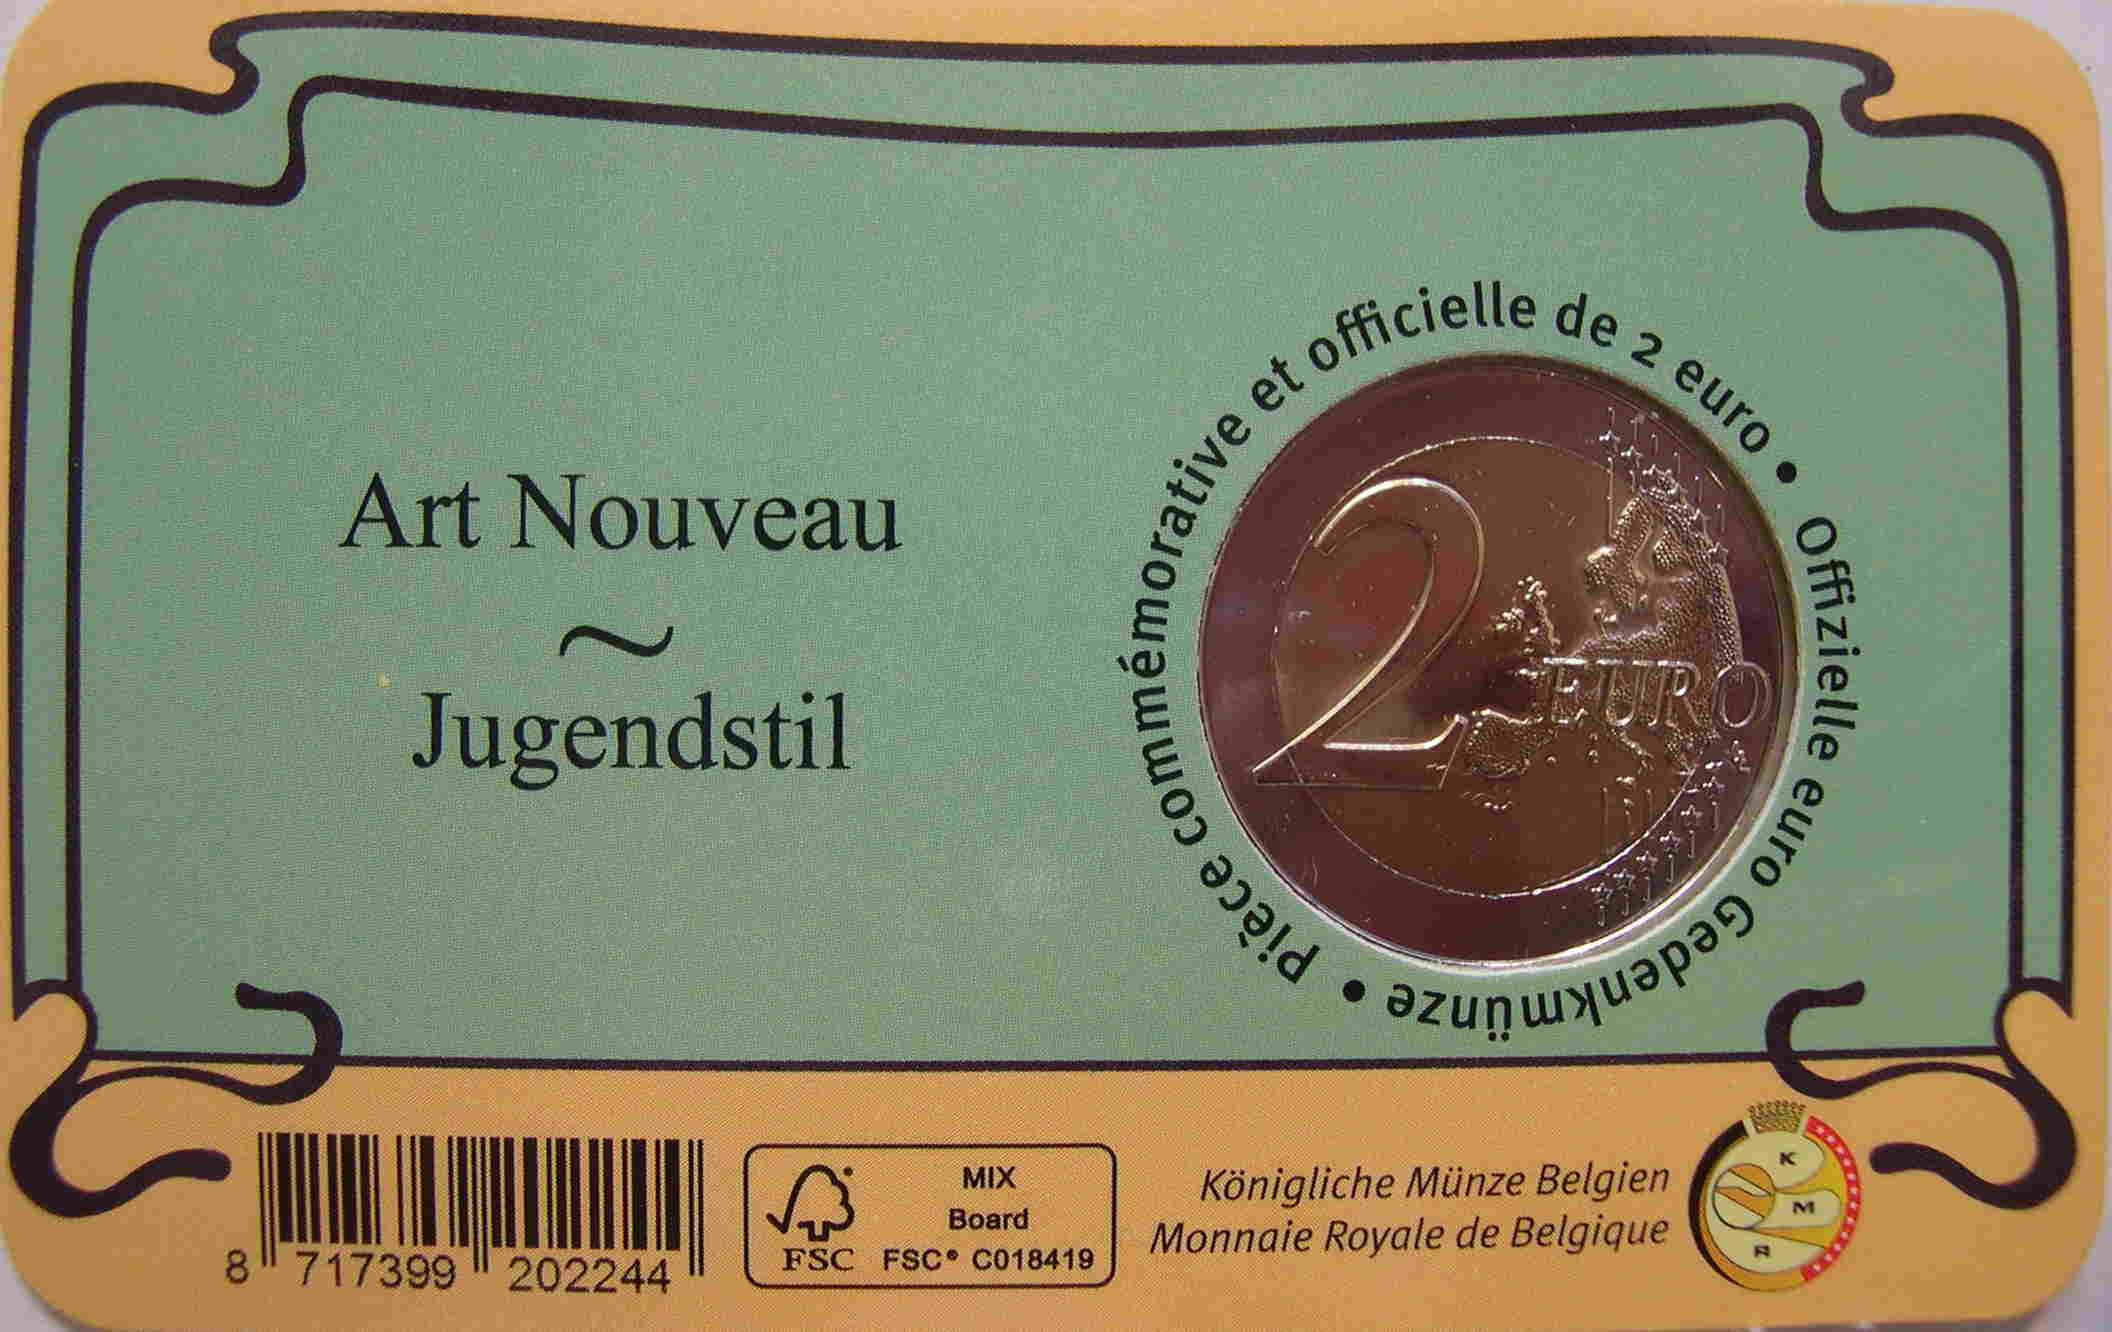 Art Nouveau
~
Jugendstil
Pièce commémorative et officielle de 2 euro • Offizielle euro Gedenkmünze •
2 EURO
8 717399 202244
MIX
Board
FSC FSC® C018419
Königliche Münze Belgien
Monnaie Royale de Belgique
K
M
R